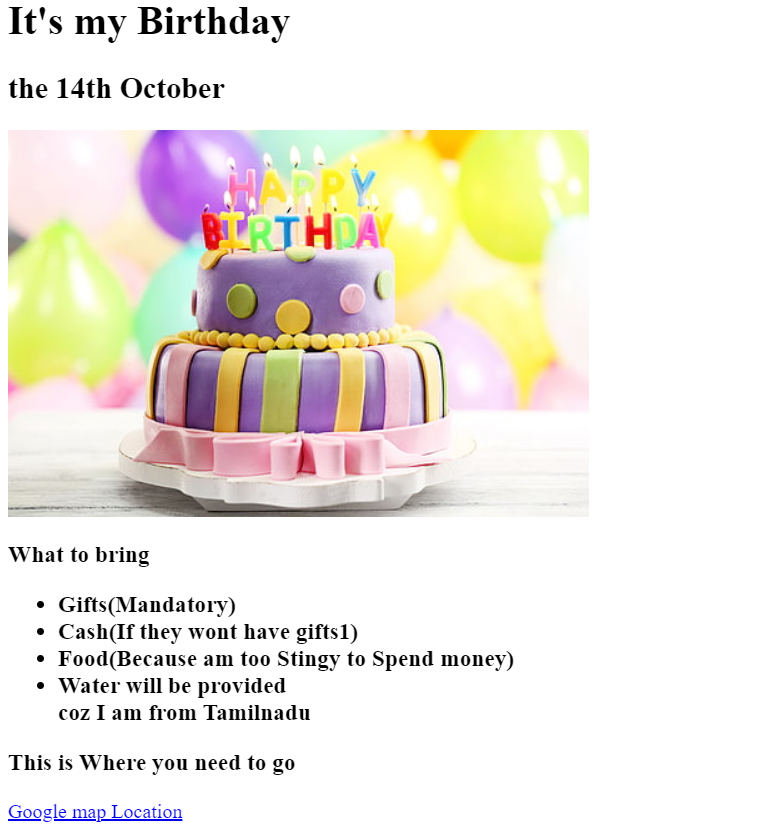 It's my Birthday
the 14th October
HAPPY
BIRTHDAY
What to bring
Gifts(Mandatory)
Cash(If they wont have gifts1)
Food(Because am too Stingy to Spend money)
Water will be provided
coz I am from Tamilnadu
This is Where you need to go
Google map Location